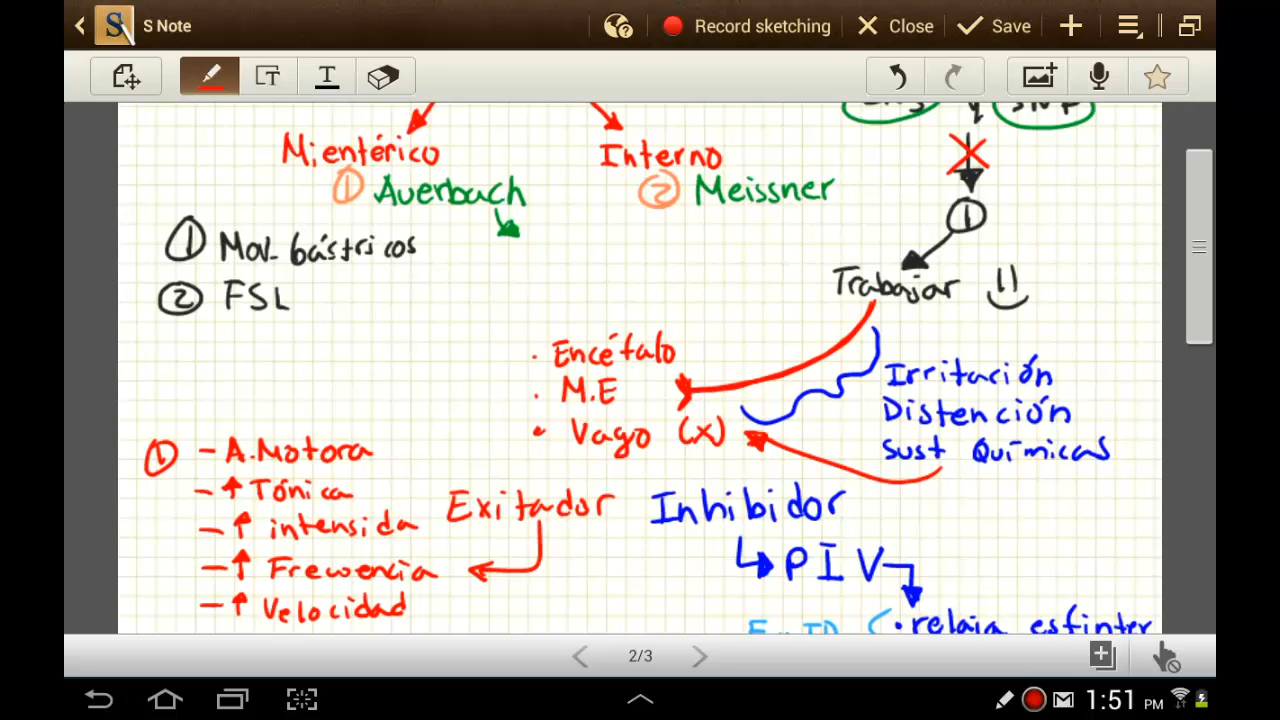 S Note
Record sketching
Close
Save
T
T
y
Mientérico
Interno
① Auerbach
② Meissner
①
① Mov. bástricos
② FSL
Trabajar
· Encéfalo
· M.E
· Vago (X)
Irritación
Distención
Sust Químicas
① - A. Motora
- ↑ Tónica
- ↑ intensida
- ↑ Frecuencia
- ↑ Velocidad
Exitador
Inhibidor
PIV
· relaja esfinter
2/3
1:51 PM